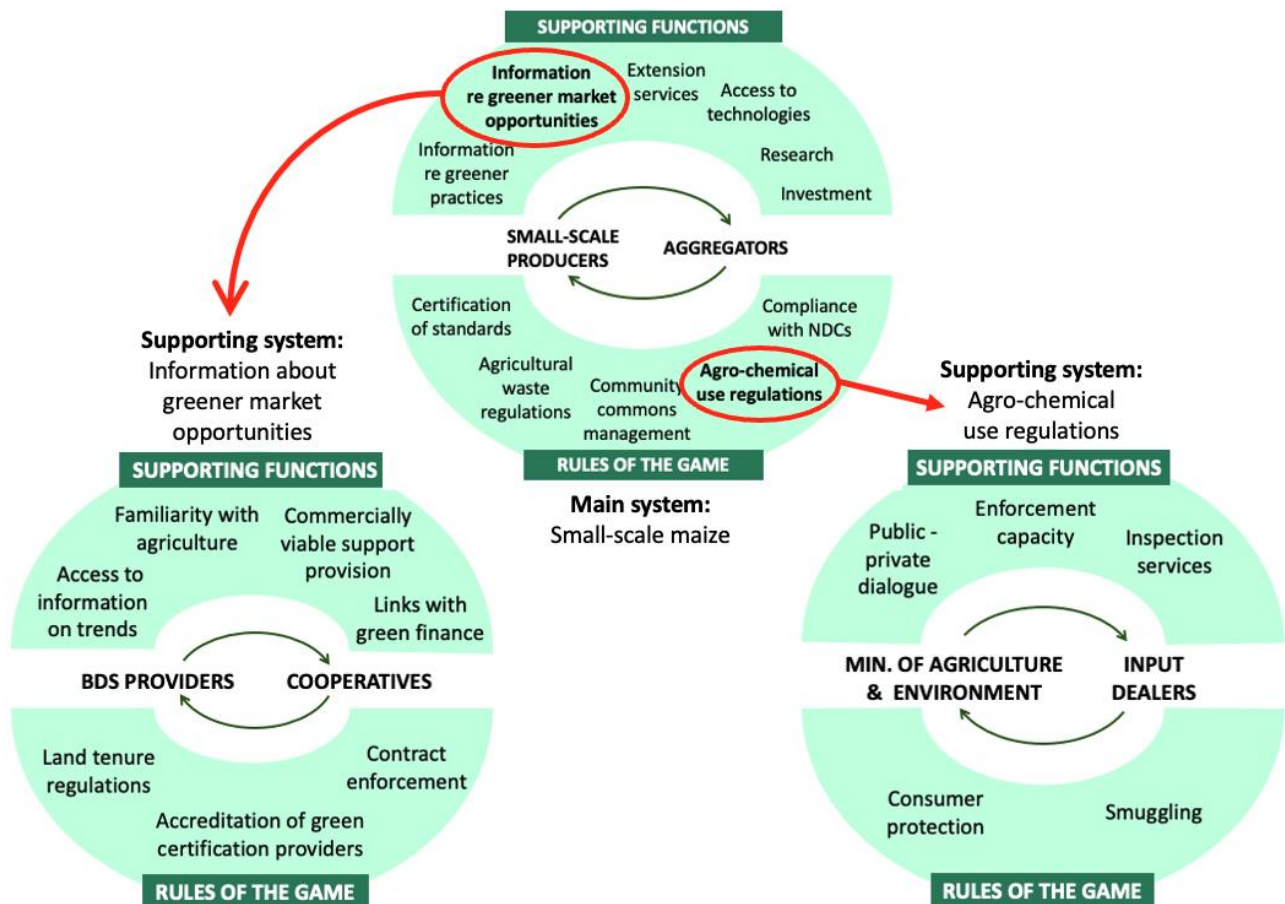 SUPPORTING FUNCTIONS
Information
re greener market
opportunities
Extension
services
Access to
technologies
Information
re greener
practices
Research
Investment
SMALL-SCALE
PRODUCERS
AGGREGATORS
Certification
of standards
Compliance
with NDCs
Agricultural
waste
regulations
Community
commons
management
Agro-chemical
use regulations
RULES OF THE GAME
Main system:
Small-scale maize
Supporting system:
Information about
greener market
opportunities
SUPPORTING FUNCTIONS
Familiarity with
agriculture
Commercially
viable support
provision
Access to
information
on trends
Links with
green finance
BDS PROVIDERS
COOPERATIVES
Land tenure
regulations
Contract
enforcement
Accreditation of green
certification providers
RULES OF THE GAME
Supporting system:
Agro-chemical
use regulations
SUPPORTING FUNCTIONS
Public -
private
dialogue
Enforcement
capacity
Inspection
services
MIN. OF AGRICULTURE
& ENVIRONMENT
INPUT
DEALERS
Consumer
protection
Smuggling
RULES OF THE GAME